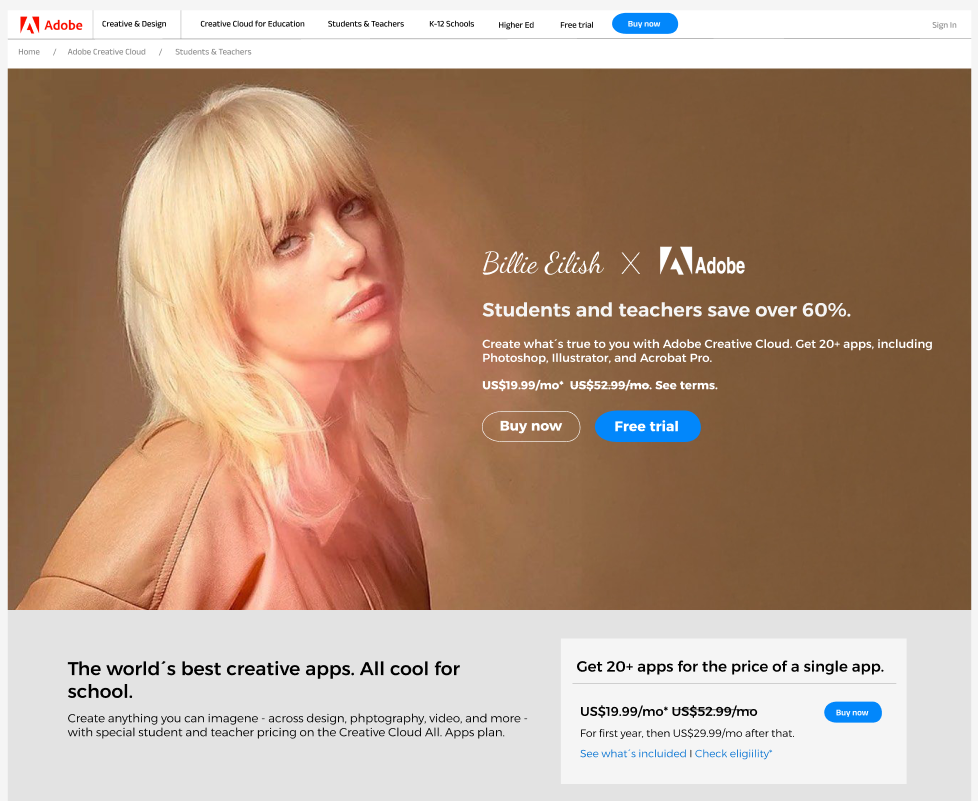 Adobe
Creative & Design
Creative Cloud for Education
Students & Teachers
K-12 Schools
Higher Ed
Free trial
Buy now
Sign In
Home / Adobe Creative Cloud / Students & Teachers
Billie Eilish X Adobe
Students and teachers save over 60%.
Create what´s true to you with Adobe Creative Cloud. Get 20+ apps, including
Photoshop, Illustrator, and Acrobat Pro.
US$19.99/mo* US$52.99/mo. See terms.
Buy now
Free trial
The world´s best creative apps. All cool for
school.
Create anything you can imagene - across design, phptography, video, and more -
with special student and teacher pricing on the Creative Cloud All. Apps plan.
Get 20+ apps for the price of a single app.
US$19.99/mo* US$52.99/mo
Buy now
For first year, then US$29.99/mo after that.
See what´s incluided I Check eligiility*